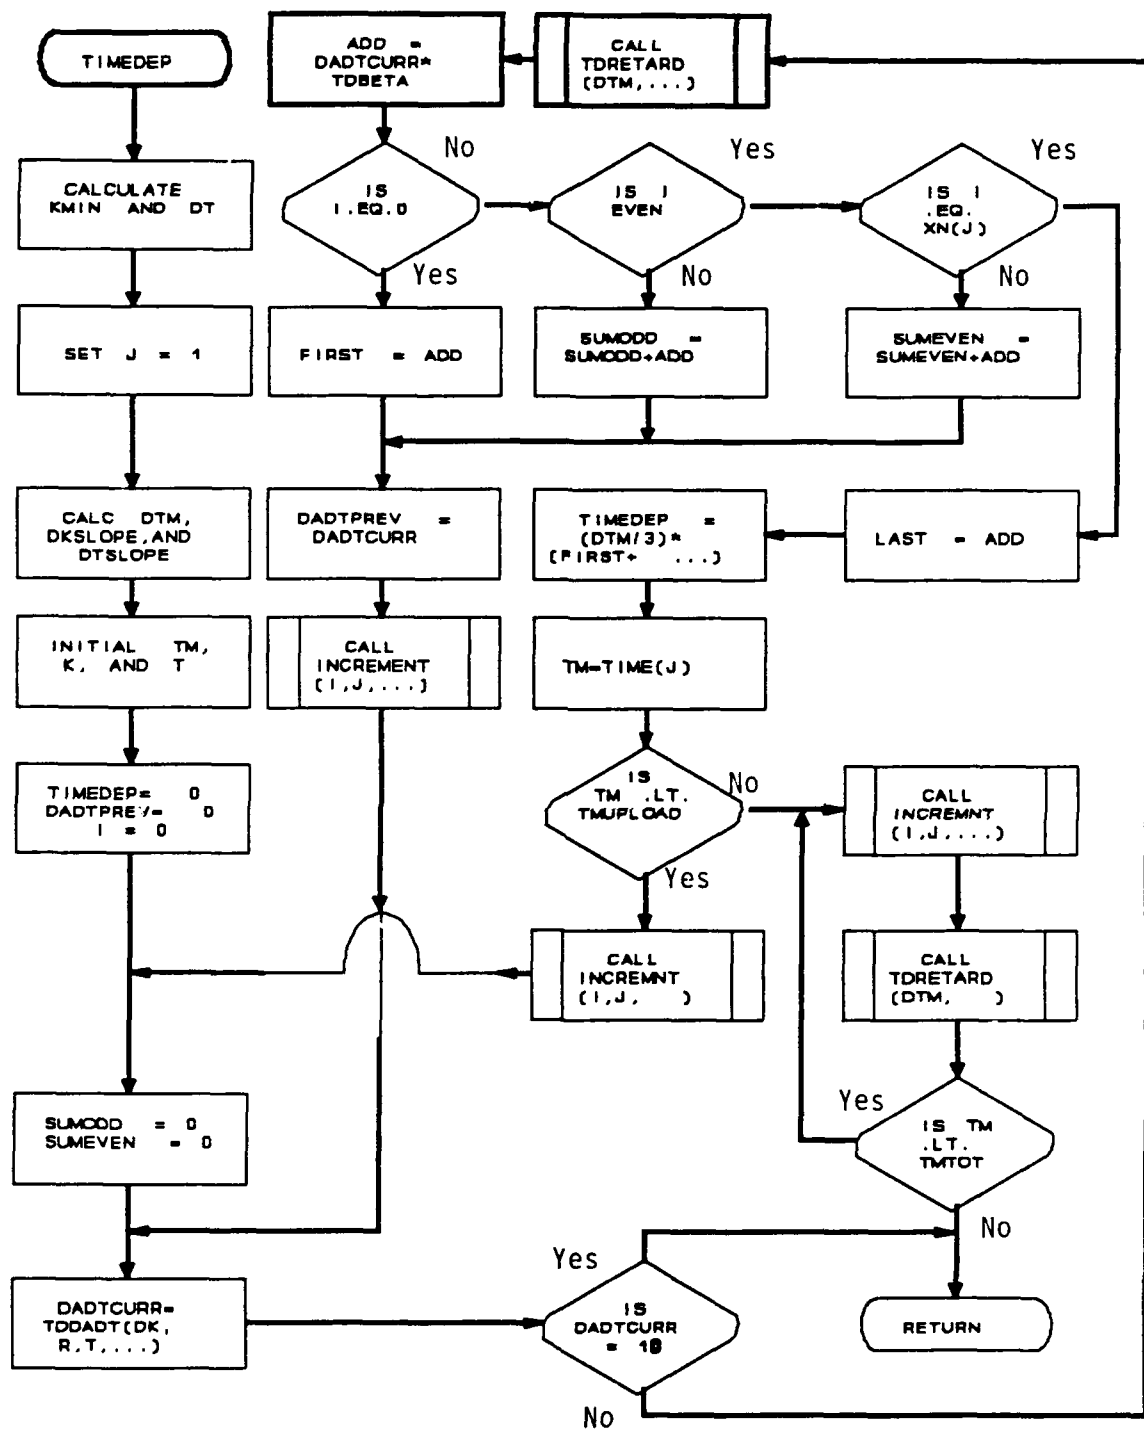 TIMEDEP
CALCULATE
KMIN AND DT
SET J = 1
CALC DTM,
DKSLOPE,AND
DTSLOPE
INITIAL TM,
K, AND T
TIMEDEP= 0
DADTPREV= 0
I = 0
SUMODD = 0
SUMEVEN = 0
DADTCURR=
TDDADT(DK,
R,T,...)
ADD =
DADTCURR*
TDBETA
CALL
TDRETARD
(DTM,...)
No
IS
I.EQ.0
Yes
FIRST = ADD
Yes
IS I
EVEN
No
SUMODD =
SUMODD+ADD
Yes
IS I
.EQ.
XN(J)
No
SUMEVEN =
SUMEVEN+ADD
DADTPREV =
DADTCURR
CALL
INCREMENT
(I,J,...)
TIMEDEP =
(DTM/3)*
(FIRST+ ...)
LAST = ADD
TM=TIME(J)
IS
TM .LT.
TMUPLOAD
No
Yes
CALL
INCREMNT
(I,J, )
CALL
INCREMNT
(I,J,...)
CALL
TDRETARD
(DTM, )
Yes
IS TM
.LT.
TMTOT
No
Yes
IS
DADTCURR
=
No
RETURN